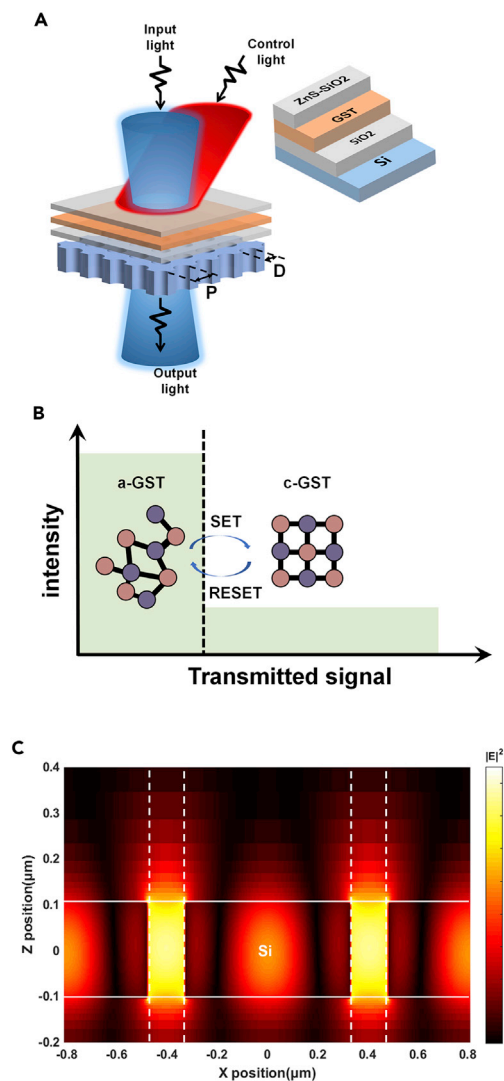 A
Input
light
Control
light
ZnS-SiO2
GST
SiO2
Si
D
P
Output
light
B
a-GST
c-GST
SET
RESET
intensity
Transmitted signal
C
|E|²
0.4
0.3
0.2
0.1
0
-0.1
-0.2
Z position(μm)
Si
-0.8 -0.6 -0.4 -0.2 0 0.2 0.4 0.6 0.8
X position(μm)